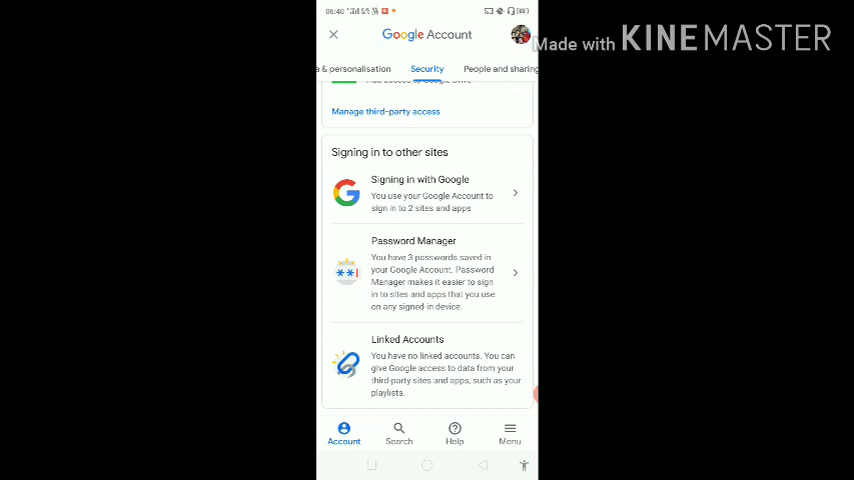 06:40
Google Account
Made with KINEMASTER
a & personalisation Security People and sharing
Manage third-party access
Signing in to other sites
Signing in with Google
You use your Google Account to
sign in to 2 sites and apps
Password Manager
You have 3 passwords saved in
your Google Account. Password
Manager makes it easier to sign
in to sites and apps that you use
on any signed-in device.
Linked Accounts
You have no linked accounts. You can
give Google access to data from your
third-party sites and apps, such as your
playlists.
Account Search Help Menu